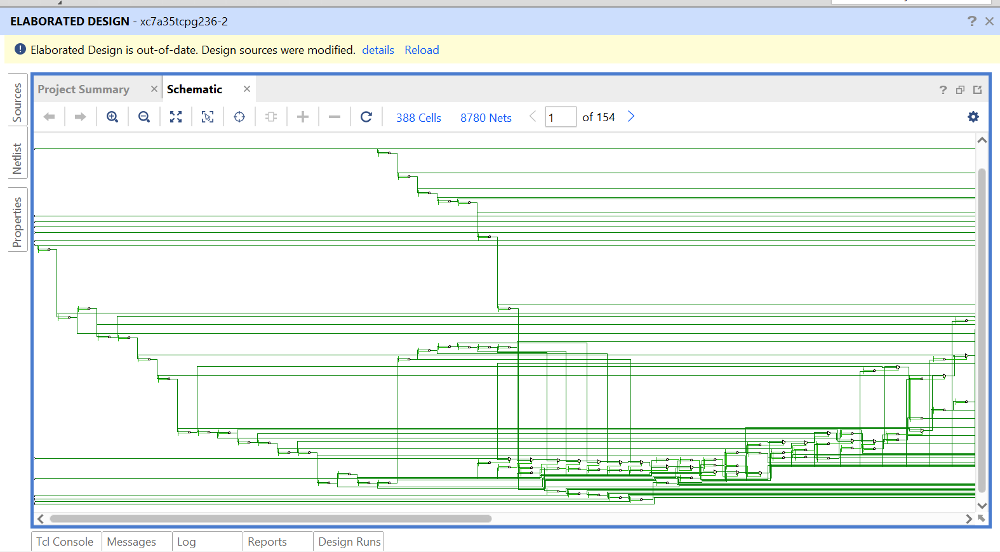 ELABORATED DESIGN - xc7a35tcpg236-2
Elaborated Design is out-of-date. Design sources were modified. details Reload
Sources
Netlist
Properties
Project Summary
Schematic
388 Cells 8780 Nets 1 of 154
Tcl Console Messages Log Reports Design Runs